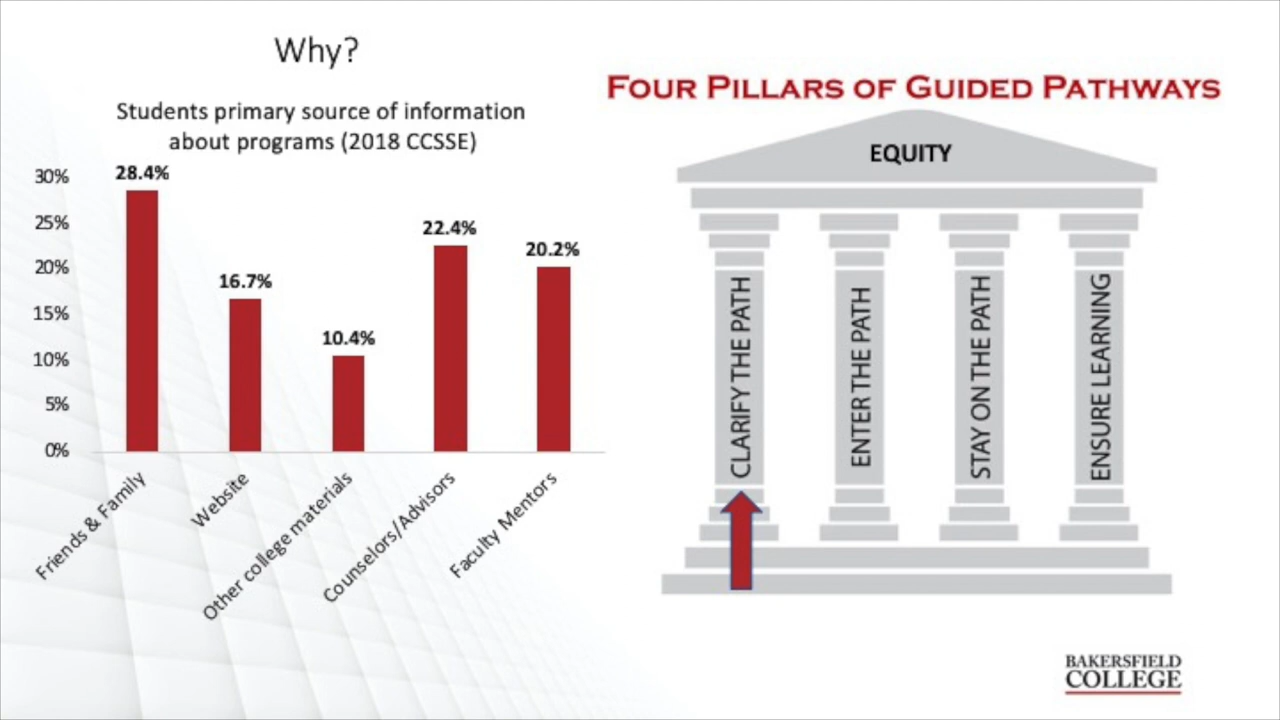 Why?
Students primary source of information
about programs (2018 CCSSE)
30%
25%
20%
15%
10%
5%
0%
28.4%
16.7%
10.4%
22.4%
20.2%
Friends & Family
Website
Other college materials
Counselors/Advisors
Faculty Mentors
FOUR PILLARS OF GUIDED PATHWAYS
EQUITY
CLARIFY THE PATH
ENTER THE PATH
STAY ON THE PATH
ENSURE LEARNING
BAKERSFIELD
COLLEGE